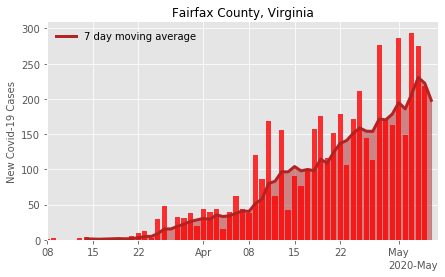 Fairfax County, Virginia
7 day moving average
New Covid-19 Cases
300
250
200
150
100
50
0
08 15 22 Apr 08 15 22 May
2020-May